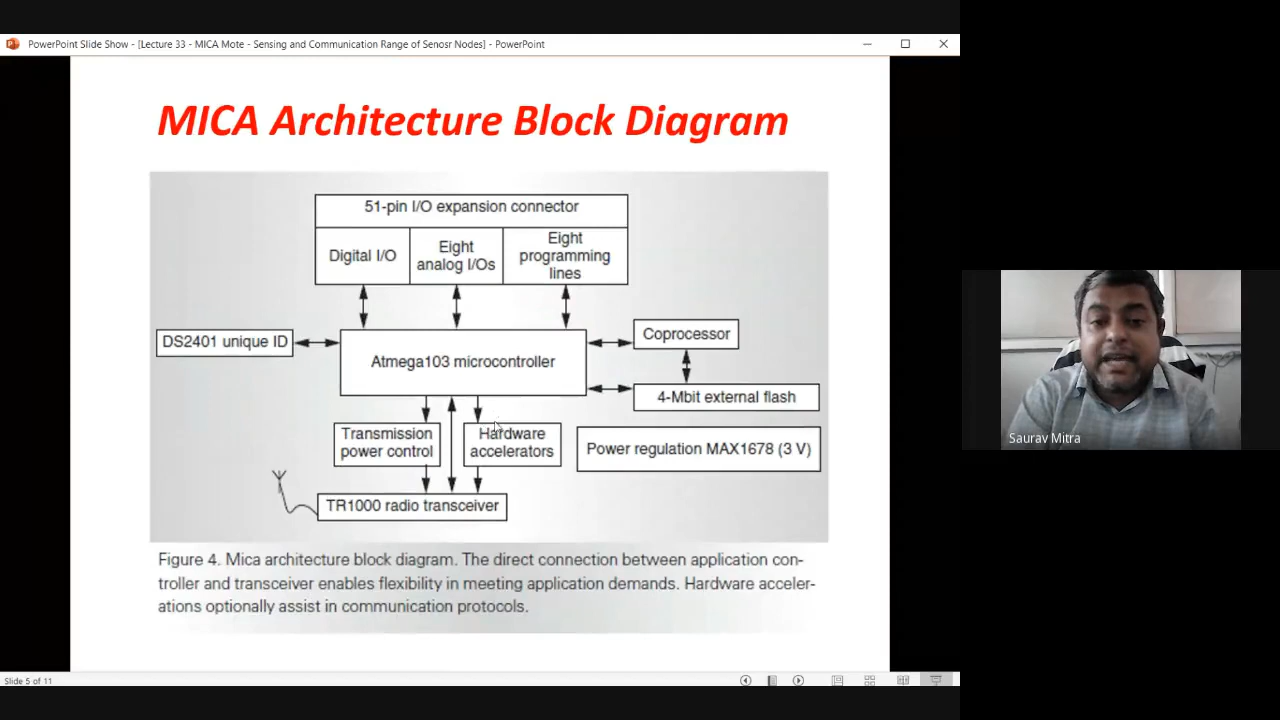 PowerPoint Slide Show - [Lecture 33 - MICA Mote - Sensing and Communication Range of Senosr Nodes] - PowerPoint
MICA Architecture Block Diagram
51-pin I/O expansion connector
Digital I/O
Eight
analog I/Os
Eight
programming
lines
DS2401 unique ID
Atmega103 microcontroller
Coprocessor
4-Mbit external flash
Transmission
power control
Hardware
accelerators
Power regulation MAX1678 (3 V)
TR1000 radio transceiver
Figure 4. Mica architecture block diagram. The direct connection between application con-
troller and transceiver enables flexibility in meeting application demands. Hardware acceler-
ations optionally assist in communication protocols.
Saurav Mitra
Slide 5 of 11